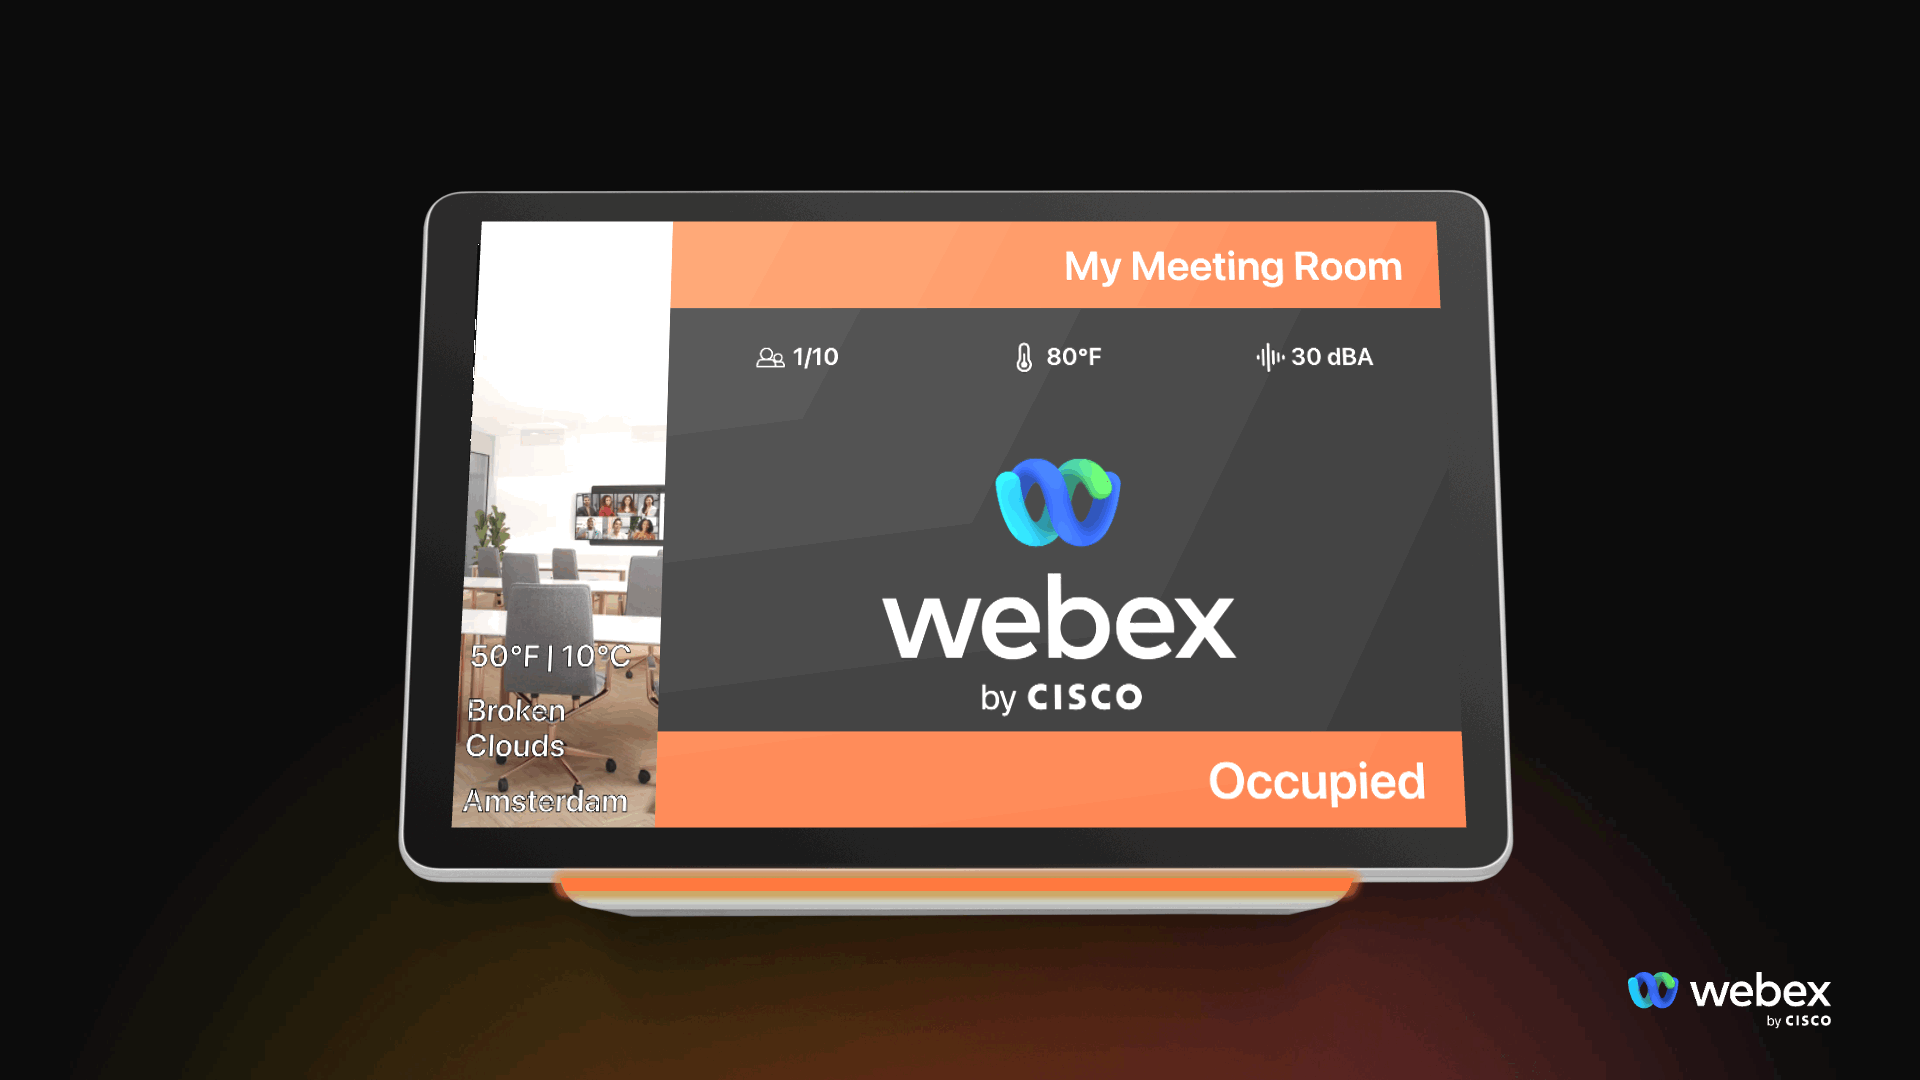 My Meeting Room
1/10
80°F
30 dBA
webex
by CISCO
50°F | 10°C
Broken
Clouds
Amsterdam
Occupied
webex
by CISCO